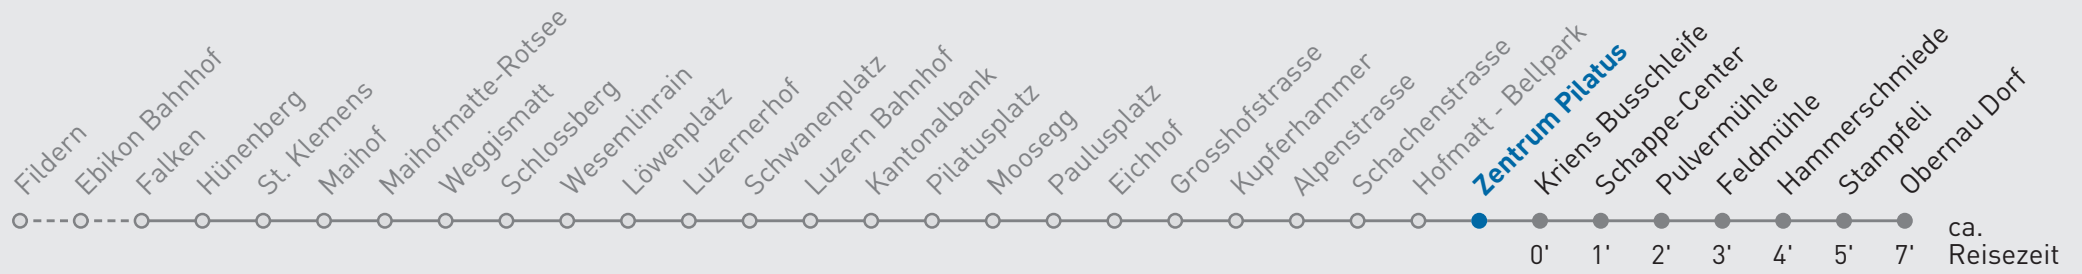 Fildern
Ebikon Bahnhof
Falken
Hünenberg
St. Klemens
Maihof
Maihofmatte-Rotsee
Weggismatt
Schlossberg
Wesemlinrain
Löwenplatz
Luzernerhof
Schwanenplatz
Luzern Bahnhof
Kantonalbank
Pilatusplatz
Moosegg
Paulusplatz
Eichhof
Grosshofstrasse
Kupferhammer
Alpenstrasse
Schachenstrasse
Hofmatt - Bellpark
Zentrum Pilatus
Kriens Busschleife
Schappe-Center
Pulvermühle
Feldmühle
Hammerschmiede
Stampfeli
Obernau Dorf
0' 1' 2' 3' 4' 5' 7'
ca.
Reisezeit